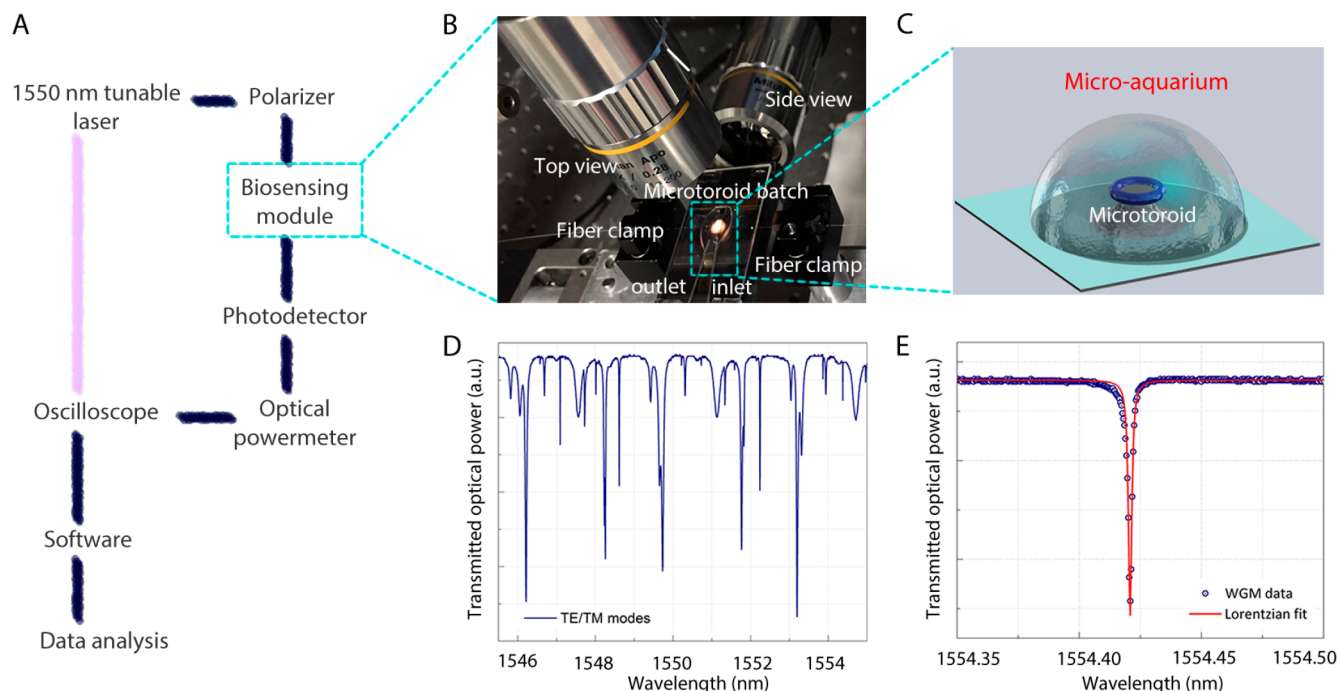 A
1550 nm tunable
laser
Polarizer
Biosensing
module
Photodetector
Oscilloscope
Optical
powermeter
Software
Data analysis
B
Side view
Top view
0.28
Microtoroid batch
Fiber clamp
Fiber clamp
outlet
inlet
C
Micro-aquarium
Microtoroid
D
Transmitted optical power (a.u.)
TE/TM modes
1546
1548
1550
1552
1554
Wavelength (nm)
E
Transmitted optical power (a.u.)
WGM data
Lorentzian fit
1554.35
1554.40
1554.45
1554.50
Wavelength (nm)